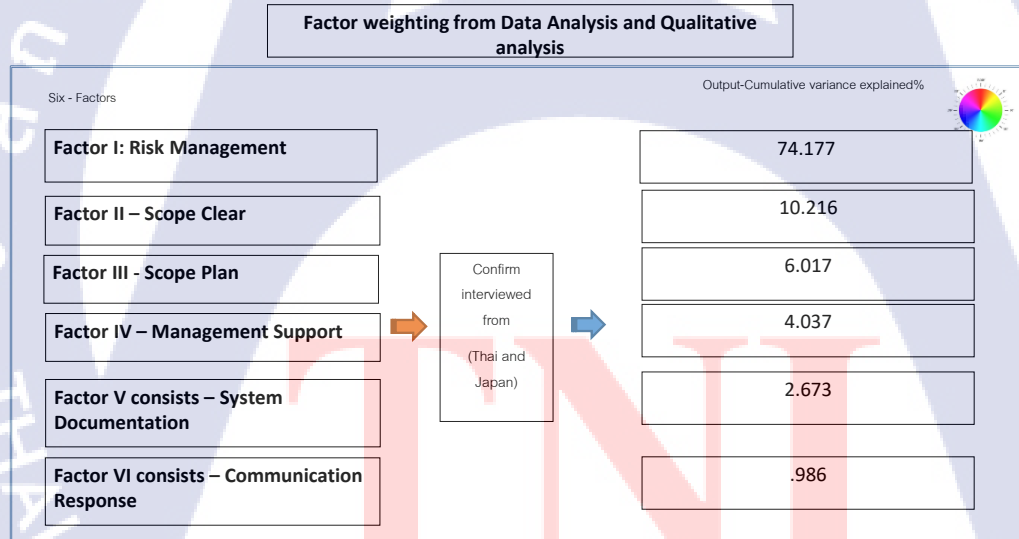 Factor weighting from Data Analysis and Qualitative
analysis
Six - Factors
Output-Cumulative variance explained%
Factor I: Risk Management
74.177
Factor II – Scope Clear
10.216
Factor III - Scope Plan
6.017
Factor IV – Management Support
4.037
Factor V consists – System
Documentation
2.673
Factor VI consists – Communication
Response
.986
Confirm
interviewed
from
(Thai and
Japan)
TNI